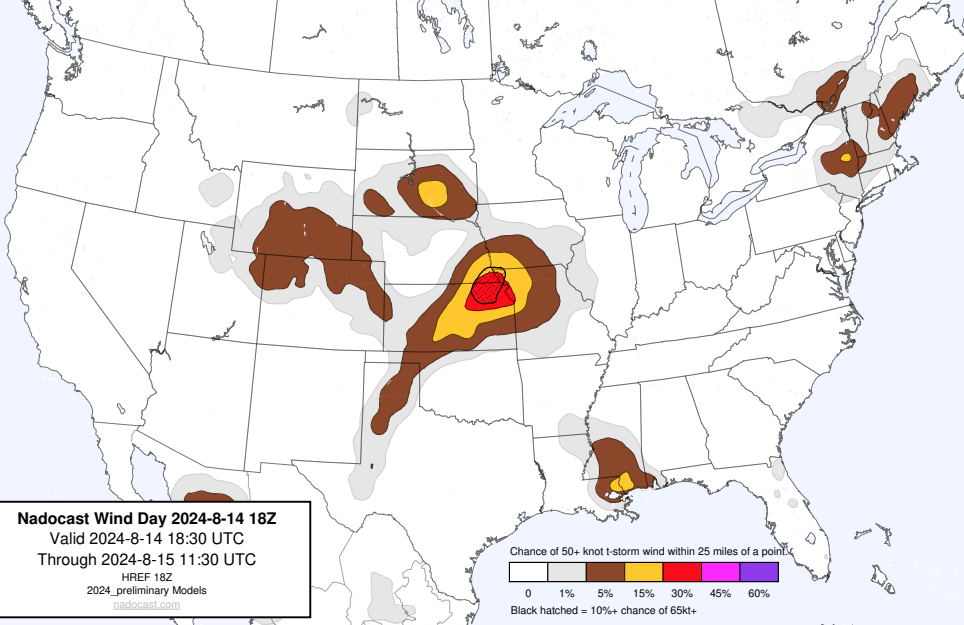 Nadocast Wind Day 2024-8-14 18Z
Valid 2024-8-14 18:30 UTC
Through 2024-8-15 11:30 UTC
HREF 18Z
2024_preliminary Models
nadocast.com
Chance of 50+ knot t-storm wind within 25 miles of a point.
0 1% 5% 15% 30% 45% 60%
Black hatched = 10%+ chance of 65kt+